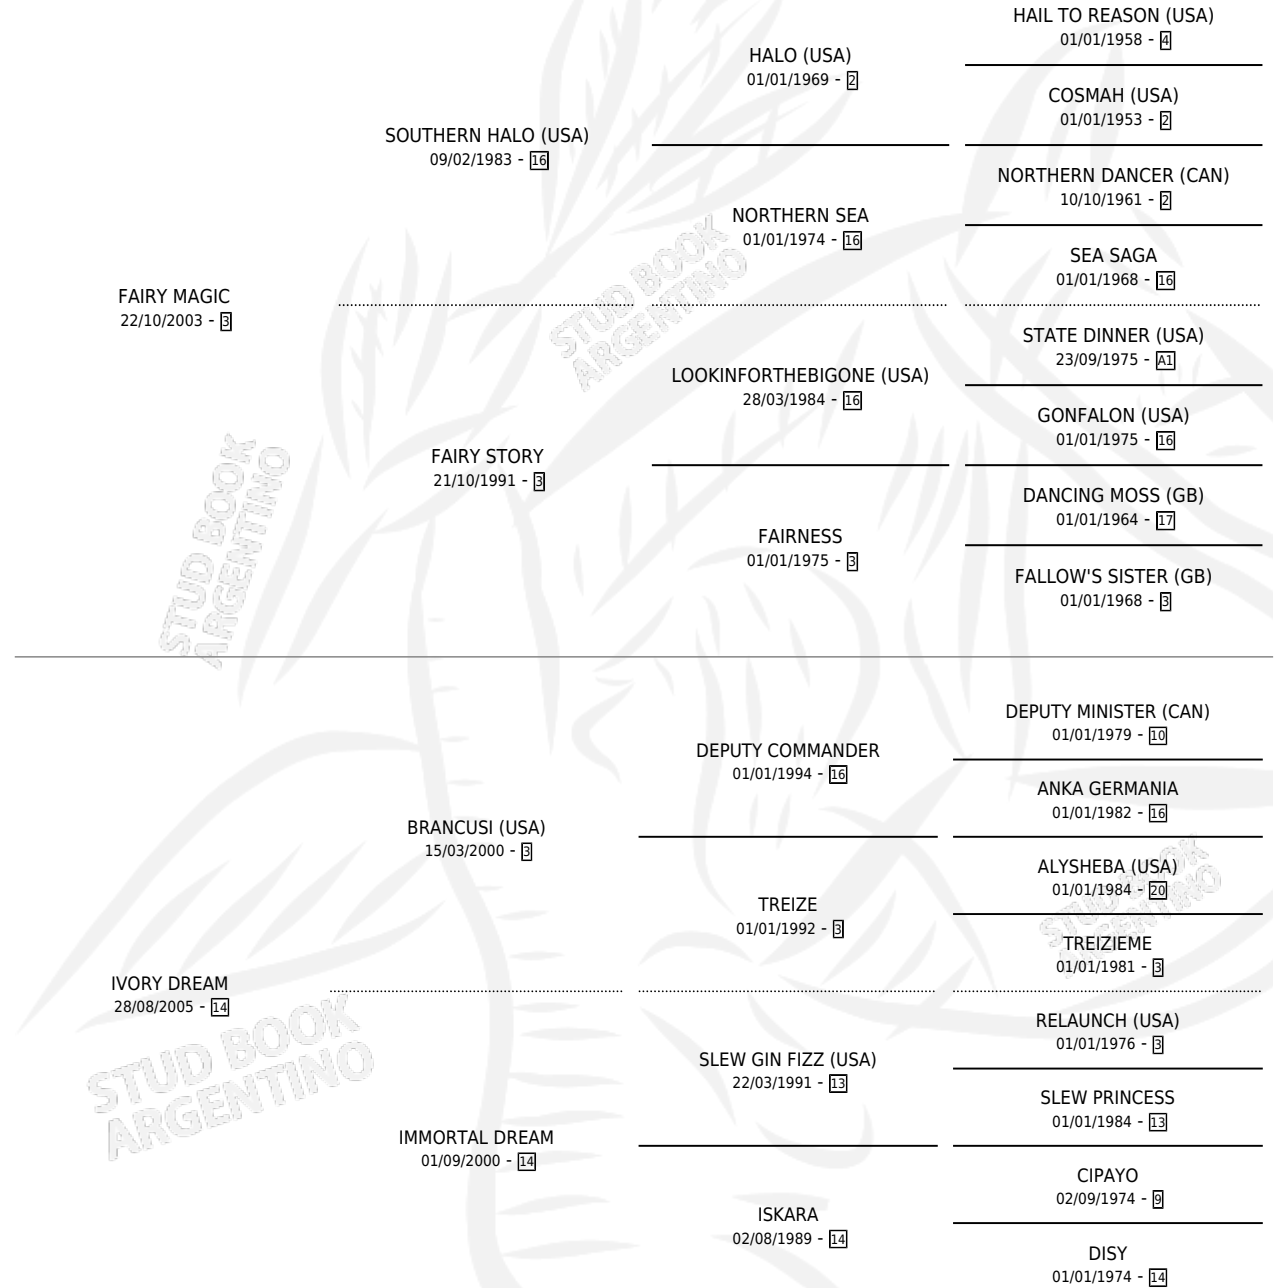 HAIL TO REASON (USA)
01/01/1958 - 4
HALO (USA)
01/01/1969 - 2
COSMAH (USA)
01/01/1953 - 2
SOUTHERN HALO (USA)
09/02/1983 - 16
NORTHERN DANCER (CAN)
10/10/1961 - 2
NORTHERN SEA
01/01/1974 - 16
SEA SAGA
01/01/1968 - 16
FAIRY MAGIC
22/10/2003 - 3
STUD BOOK
ARGENTINO
STATE DINNER (USA)
23/09/1975 - A1
LOOKINFORTHEBIGONE (USA)
28/03/1984 - 16
GONFALON (USA)
01/01/1975 - 16
FAIRY STORY
21/10/1991 - 3
DANCING MOSS (GB)
01/01/1964 - 17
FAIRNESS
01/01/1975 - 3
FALLOW'S SISTER (GB)
01/01/1968 - 3
STUD BOOK
ARGENTINO
DEPUTY MINISTER (CAN)
01/01/1979 - 10
DEPUTY COMMANDER
01/01/1994 - 16
ANKA GERMANIA
01/01/1982 - 16
BRANCUSI (USA)
15/03/2000 - 3
ALYSHEBA (USA)
01/01/1984 - 20
TREIZE
01/01/1992 - 3
TREIZIEME
01/01/1981 - 3
STUD BOOK
ARGENTINO
IVORY DREAM
28/08/2005 - 14
STUD BOOK
ARGENTINO
RELAUNCH (USA)
01/01/1976 - 3
SLEW GIN FIZZ (USA)
22/03/1991 - 13
SLEW PRINCESS
01/01/1984 - 13
IMMORTAL DREAM
01/09/2000 - 14
CIPAYO
02/09/1974 - 9
ISKARA
02/08/1989 - 14
DISY
01/01/1974 - 14